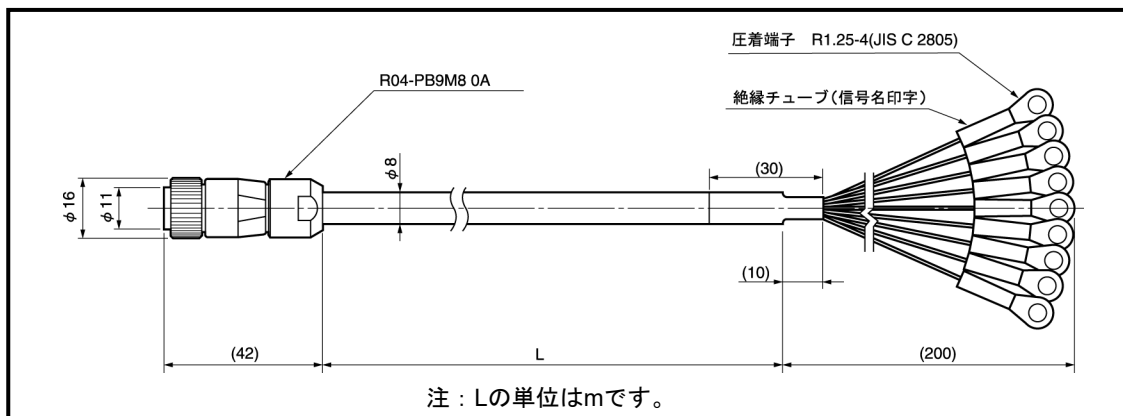 圧着端子 R1.25-4(JIS C 2805)
R04-PB9M8 0A
絶縁チューブ(信号名印字)
(30)
φ8
φ16
φ11
(10)
(42)
L
(200)
注：Lの単位はmです。